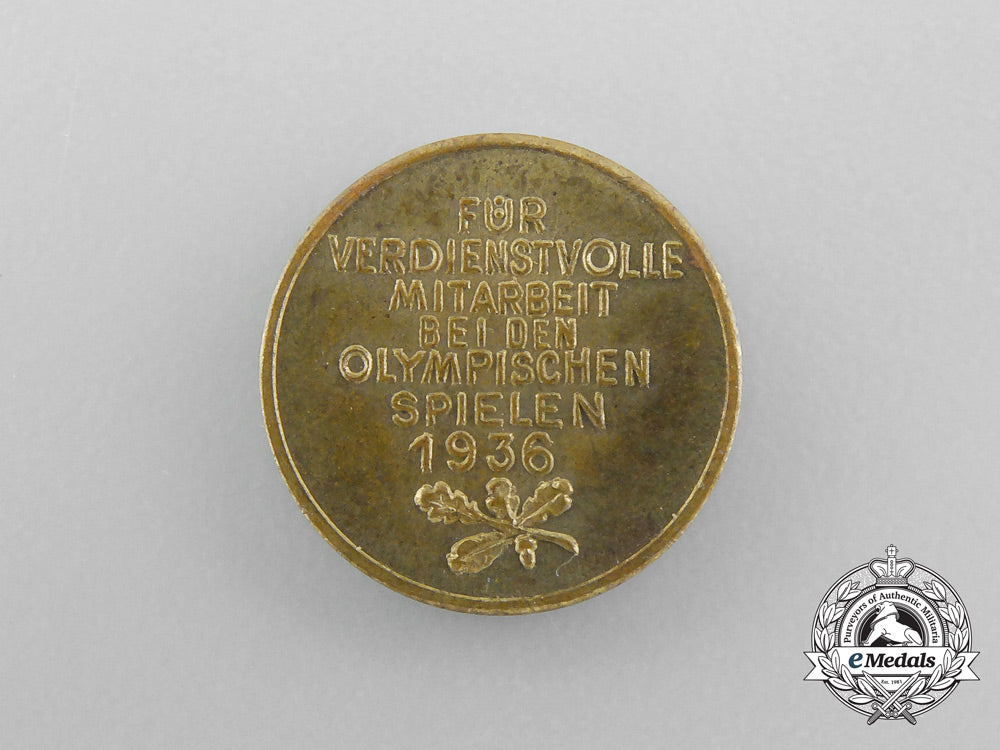 FÜR
VERDIENSTVOLLE
MITARBEIT
BEI DEN
OLYMPISCHEN
SPIELEN
1936
Purveyors of Authentic Militaria
eMedals
Est. 1981